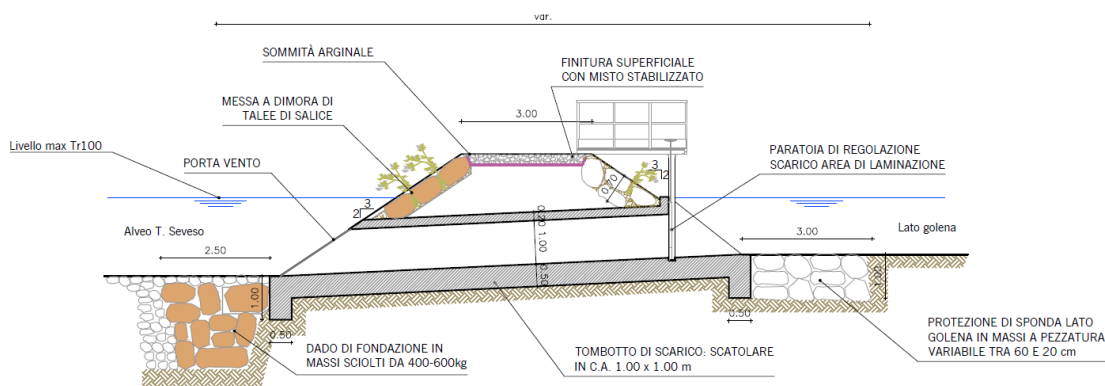 var.
SOMMITÀ ARGINALE
FINITURA SUPERFICIALE
CON MISTO STABILIZZATO
MESSA A DIMORA DI
TALEE DI SALICE
3.00
Livello max Tr100
PORTA VENTO
PARATOIA DI REGOLAZIONE
SCARICO AREA DI LAMINAZIONE
3
2
0.70
3
2
Alveo T. Seveso
Lato golena
2.50
0.20
1.00
0.50
3.00
1.00
1.00
0.50
0.50
DADO DI FONDAZIONE IN
MASSI SCIOLTI DA 400-600kg
TOMBOTTO DI SCARICO: SCATOLARE
IN C.A. 1.00 x 1.00 m
PROTEZIONE DI SPONDA LATO
GOLENA IN MASSI A PEZZATURA
VARIABILE TRA 60 E 20 cm